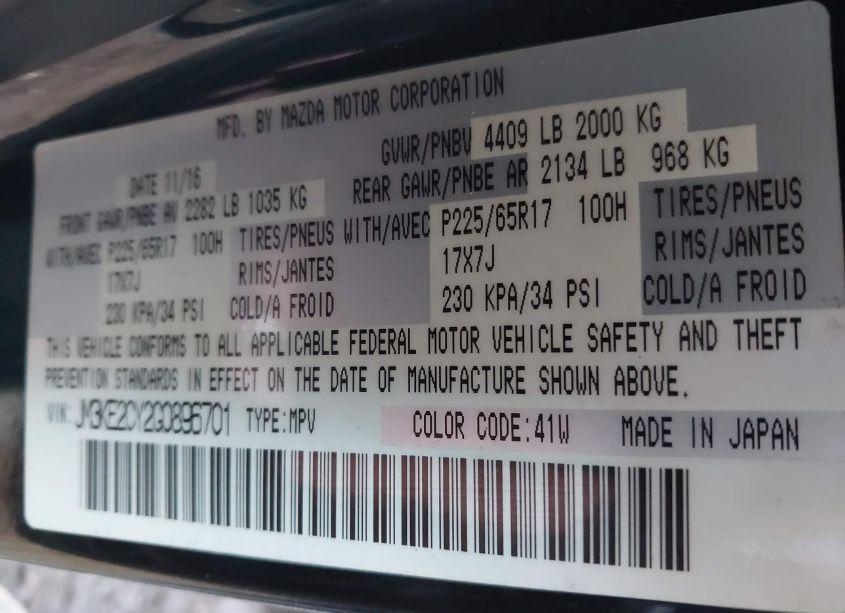 MFD. BY MAZDA MOTOR CORPORATION
DATE 11/16 GVWR/PNBV 4409 LB 2000 KG
FRONT GAWR/PNBE AV 2282 LB 1035 KG REAR GAWR/PNBE AR 2134 LB 968 KG
WITH/AVEC P225/65R17 100H TIRES/PNEUS WITH/AVEC P225/65R17 100H TIRES/PNEUS
17X7J RIMS/JANTES 17X7J RIMS/JANTES
230 KPA/34 PSI COLD/A FROID 230 KPA/34 PSI COLD/A FROID
THIS VEHICLE CONFORMS TO ALL APPLICABLE FEDERAL MOTOR VEHICLE SAFETY AND THEFT
PREVENTION STANDARDS IN EFFECT ON THE DATE OF MANUFACTURE SHOWN ABOVE.
VIN: JM3KE2CY2G0896701 TYPE:MPV COLOR CODE:41W MADE IN JAPAN